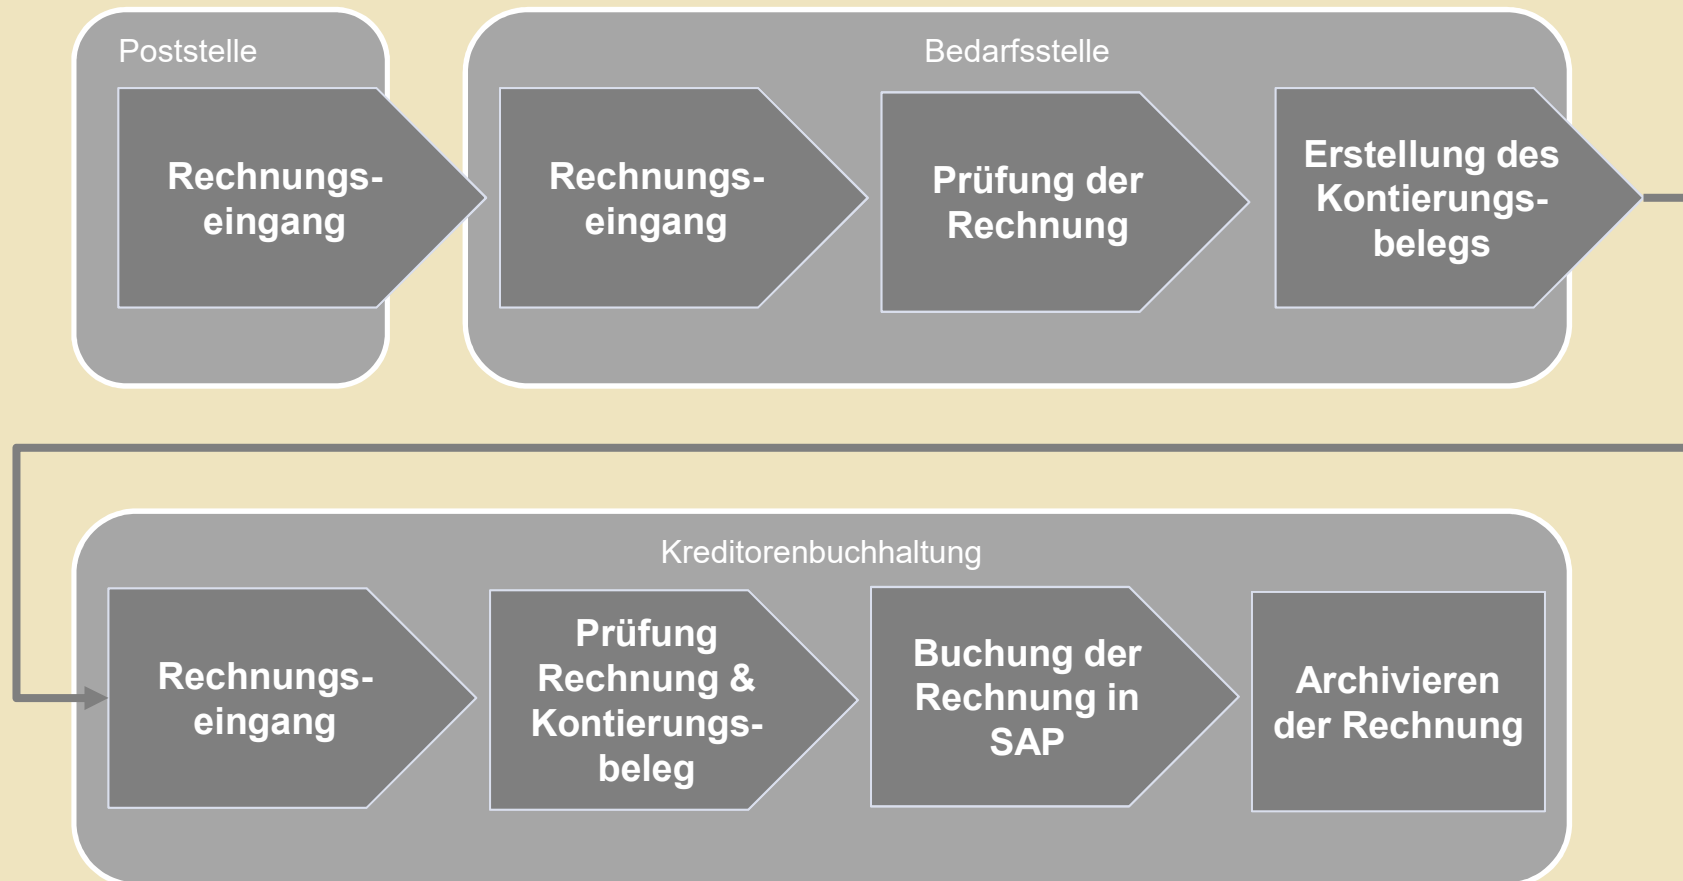 Poststelle
Rechnungs-
eingang
Bedarfsstelle
Rechnungs-
eingang
Prüfung der
Rechnung
Erstellung des
Kontierungs-
belegs
Kreditorenbuchhaltung
Rechnungs-
eingang
Prüfung
Rechnung &
Kontierungs-
beleg
Buchung der
Rechnung in
SAP
Archivieren
der Rechnung